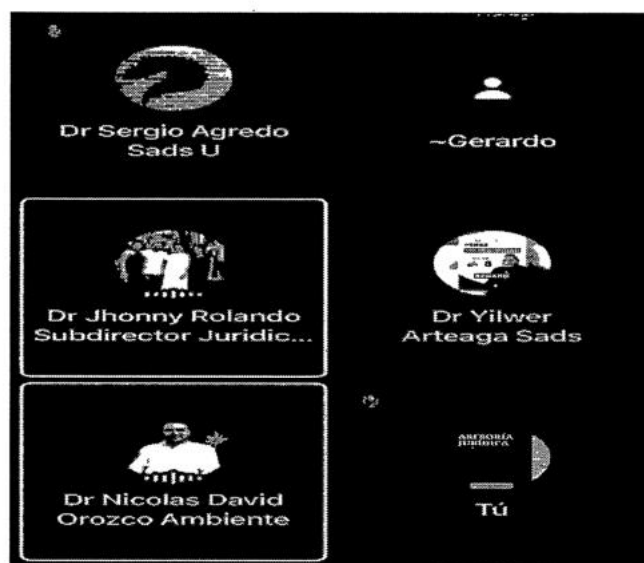 Dr Sergio Agredo
Sads U
~Gerardo
Dr Jhonny Rolando
Subdirector Juridic...
Dr Yilwer
Arteaga Sads
Dr Nicolas David
Orozco Ambiente
ASESORÍA
JURÍDICA
Tú